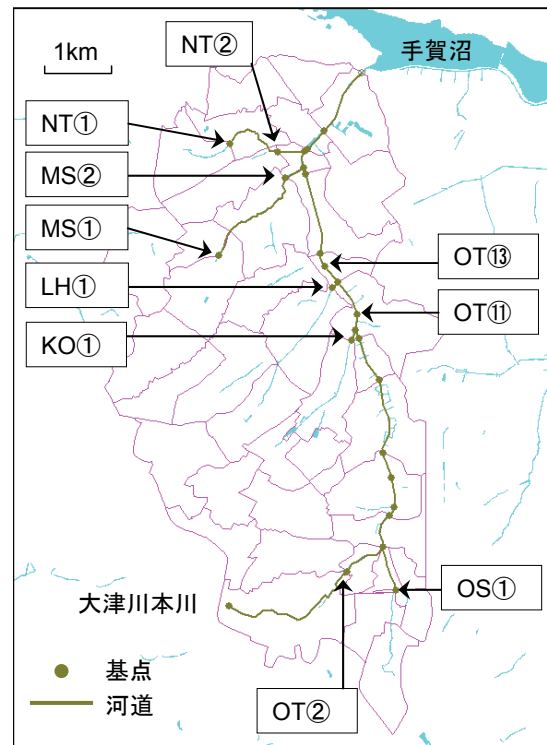 1km
NT②
手賀沼
NT①
MS②
MS①
OT⑬
LH①
OT⑪
KO①
大津川本川
OS①
基点
河道
OT②